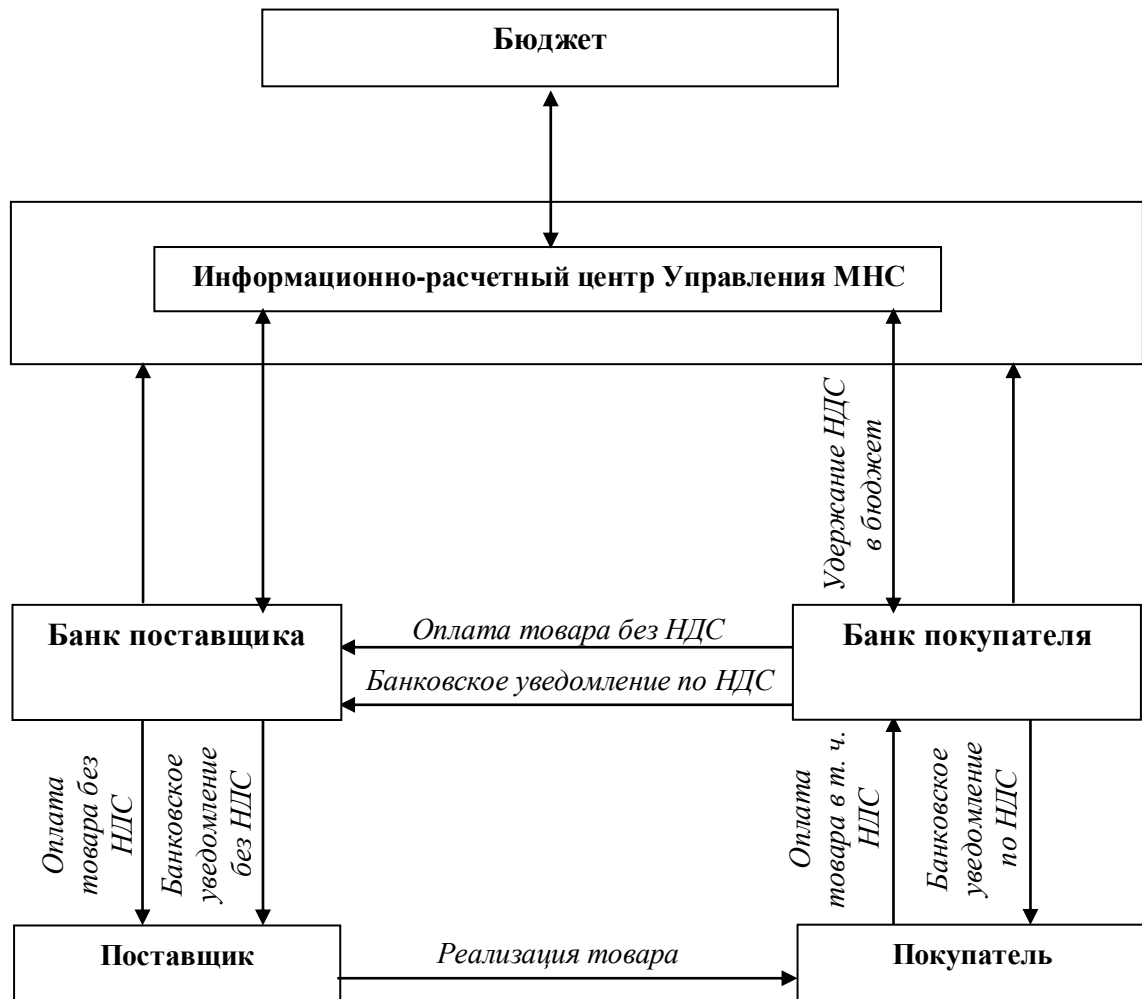 Бюджет
Информационно-расчетный центр Управления МНС
Удержание НДС
в бюджет
Банк поставщика
Оплата товара без НДС
Банковское уведомление по НДС
Банк покупателя
Оплата
товара без
НДС
Банковское
уведомление
без НДС
Оплата
товара в т. ч.
НДС
Банковское
уведомление
по НДС
Поставщик
Реализация товара
Покупатель